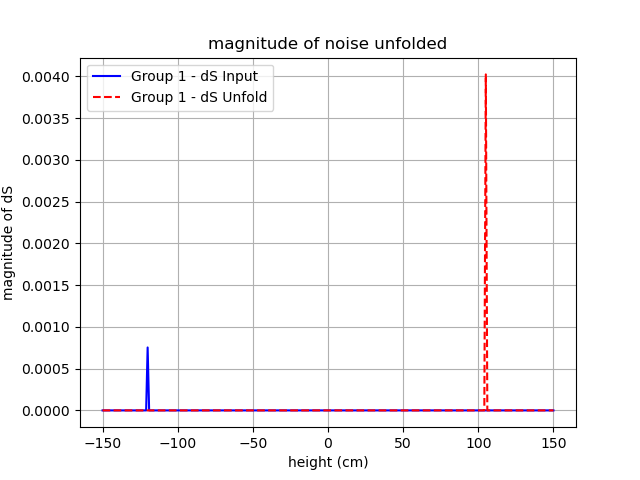 magnitude of noise unfolded
Group 1 - dS Input
Group 1 - dS Unfold
magnitude of dS
0.0040
0.0035
0.0030
0.0025
0.0020
0.0015
0.0010
0.0005
0.0000
−150 −100 −50 0 50 100 150
height (cm)